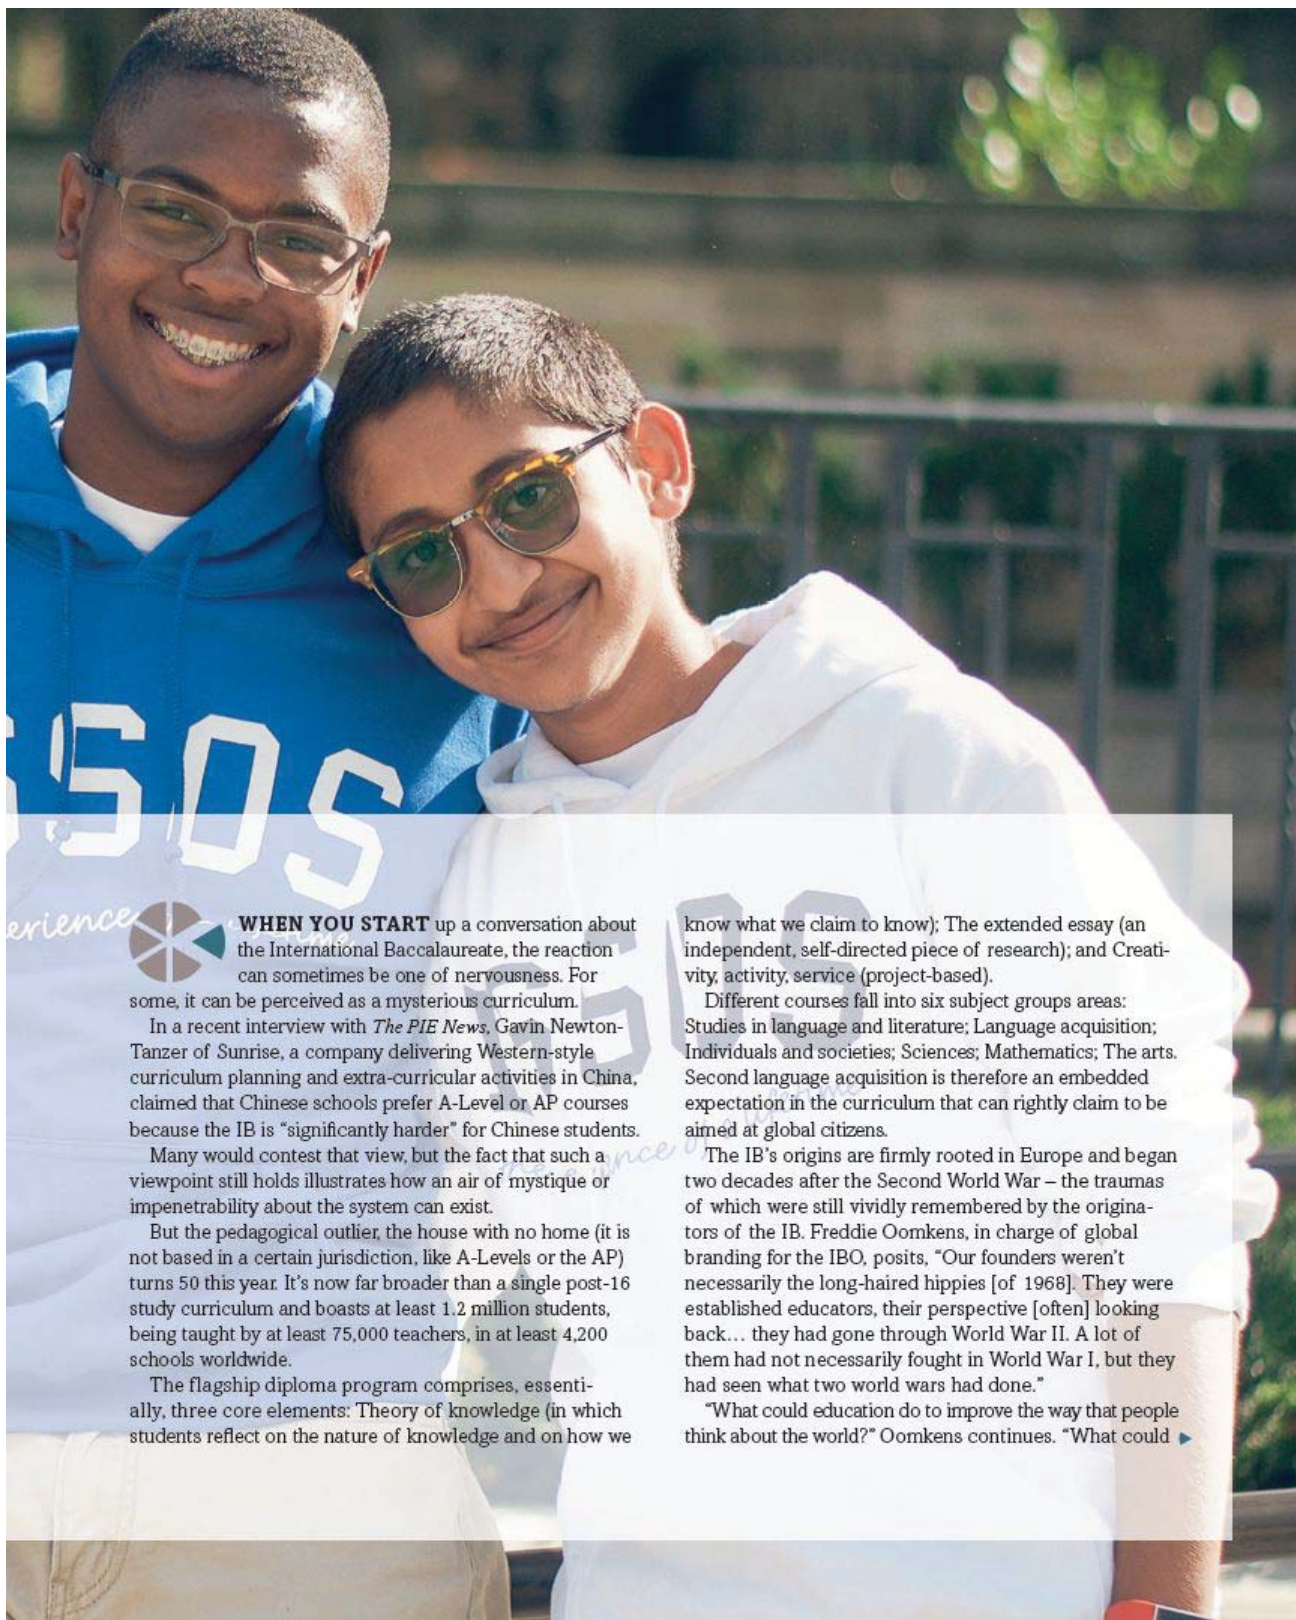 SSOS
erience
GSOS
WHEN YOU START up a conversation about
the International Baccalaureate, the reaction
can sometimes be one of nervousness. For
some, it can be perceived as a mysterious curriculum.
In a recent interview with The PIE News, Gavin Newton-
Tanzer of Sunrise, a company delivering Western-style
curriculum planning and extra-curricular activities in China,
claimed that Chinese schools prefer A-Level or AP courses
because the IB is “significantly harder” for Chinese students.
Many would contest that view, but the fact that such a
viewpoint still holds illustrates how an air of mystique or
impenetrability about the system can exist.
But the pedagogical outlier, the house with no home (it is
not based in a certain jurisdiction, like A-Levels or the AP)
turns 50 this year. It’s now far broader than a single post-16
study curriculum and boasts at least 1.2 million students,
being taught by at least 75,000 teachers, in at least 4,200
schools worldwide.
The flagship diploma program comprises, essenti-
ally, three core elements: Theory of knowledge (in which
students reflect on the nature of knowledge and on how we
know what we claim to know); The extended essay (an
independent, self-directed piece of research); and Creati-
vity, activity, service (project-based).
Different courses fall into six subject groups areas:
Studies in language and literature; Language acquisition;
Individuals and societies; Sciences; Mathematics; The arts.
Second language acquisition is therefore an embedded
expectation in the curriculum that can rightly claim to be
aimed at global citizens.
The IB’s origins are firmly rooted in Europe and began
two decades after the Second World War – the traumas
of which were still vividly remembered by the origina-
tors of the IB. Freddie Oomkens, in charge of global
branding for the IBO, posits, “Our founders weren’t
necessarily the long-haired hippies [of 1968]. They were
established educators, their perspective [often] looking
back… they had gone through World War II. A lot of
them had not necessarily fought in World War I, but they
had seen what two world wars had done.”
“What could education do to improve the way that people
think about the world?” Oomkens continues. “What could